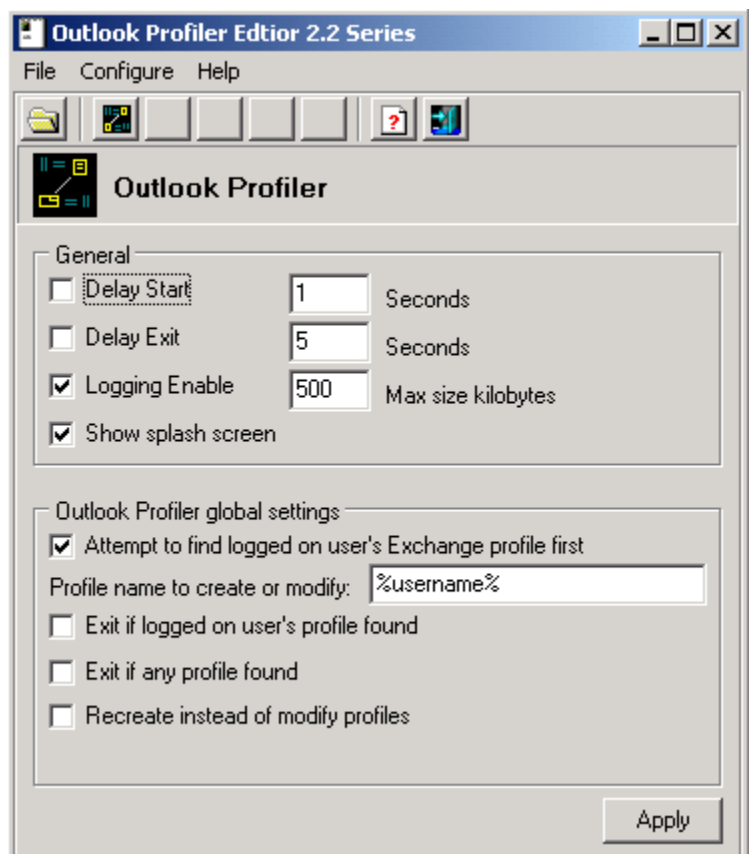 Outlook Profiler Edtior 2.2 Series
File Configure Help
Outlook Profiler
General
Delay Start 1 Seconds
Delay Exit 5 Seconds
Logging Enable 500 Max size kilobytes
Show splash screen
Outlook Profiler global settings
Attempt to find logged on user's Exchange profile first
Profile name to create or modify: %username%
Exit if logged on user's profile found
Exit if any profile found
Recreate instead of modify profiles
Apply